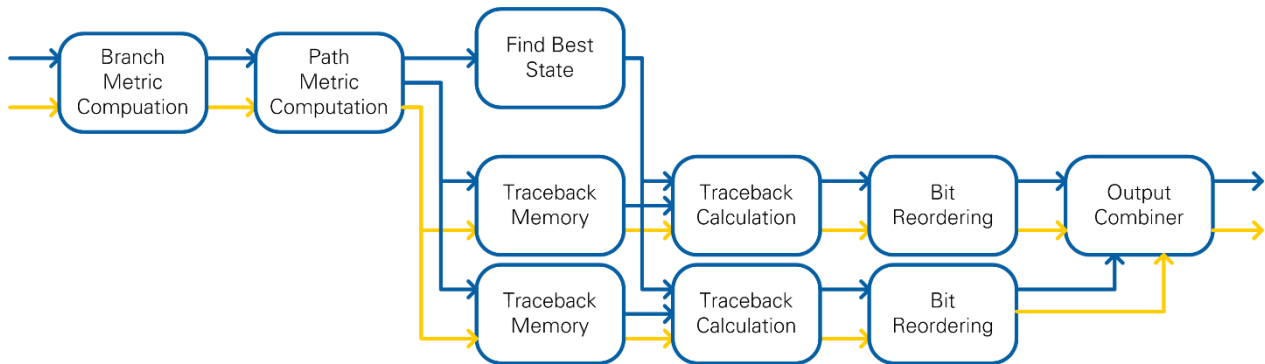 Branch
Metric
Compuation
Path
Metric
Computation
Find Best
State
Traceback
Memory
Traceback
Calculation
Bit
Reordering
Output
Combiner
Traceback
Memory
Traceback
Calculation
Bit
Reordering